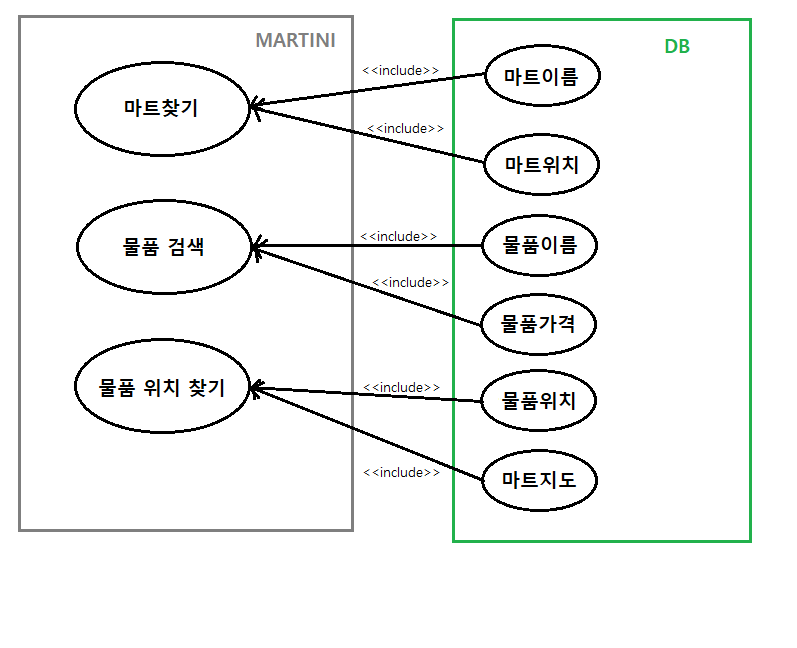 MARTINI
DB
마트찾기
<<include>>
마트이름
<<include>>
마트위치
물품 검색
<<include>>
물품이름
<<include>>
물품가격
물품 위치 찾기
<<include>>
물품위치
<<include>>
마트지도